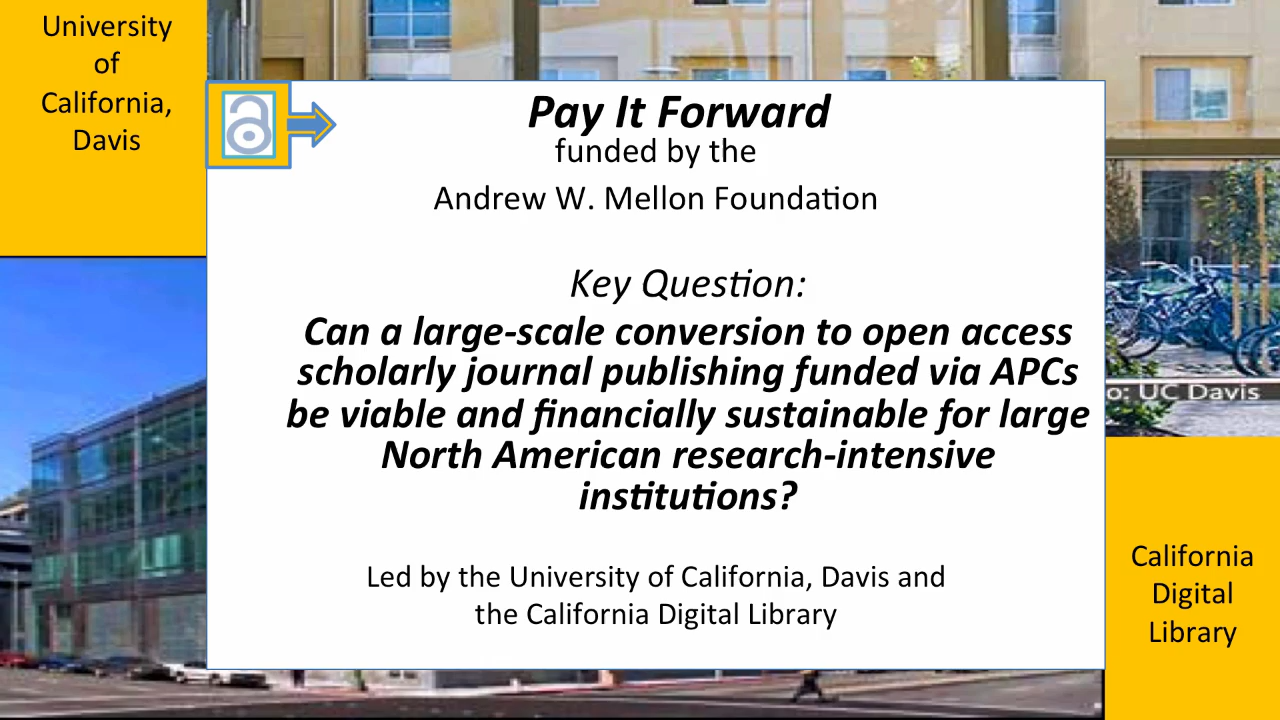 University
of
California,
Davis
Pay It Forward
funded by the
Andrew W. Mellon Foundation
Key Question:
Can a large-scale conversion to open access
scholarly journal publishing funded via APCs
be viable and financially sustainable for large
North American research-intensive
institutions?
Led by the University of California, Davis and
the California Digital Library
o: UC Davis
California
Digital
Library